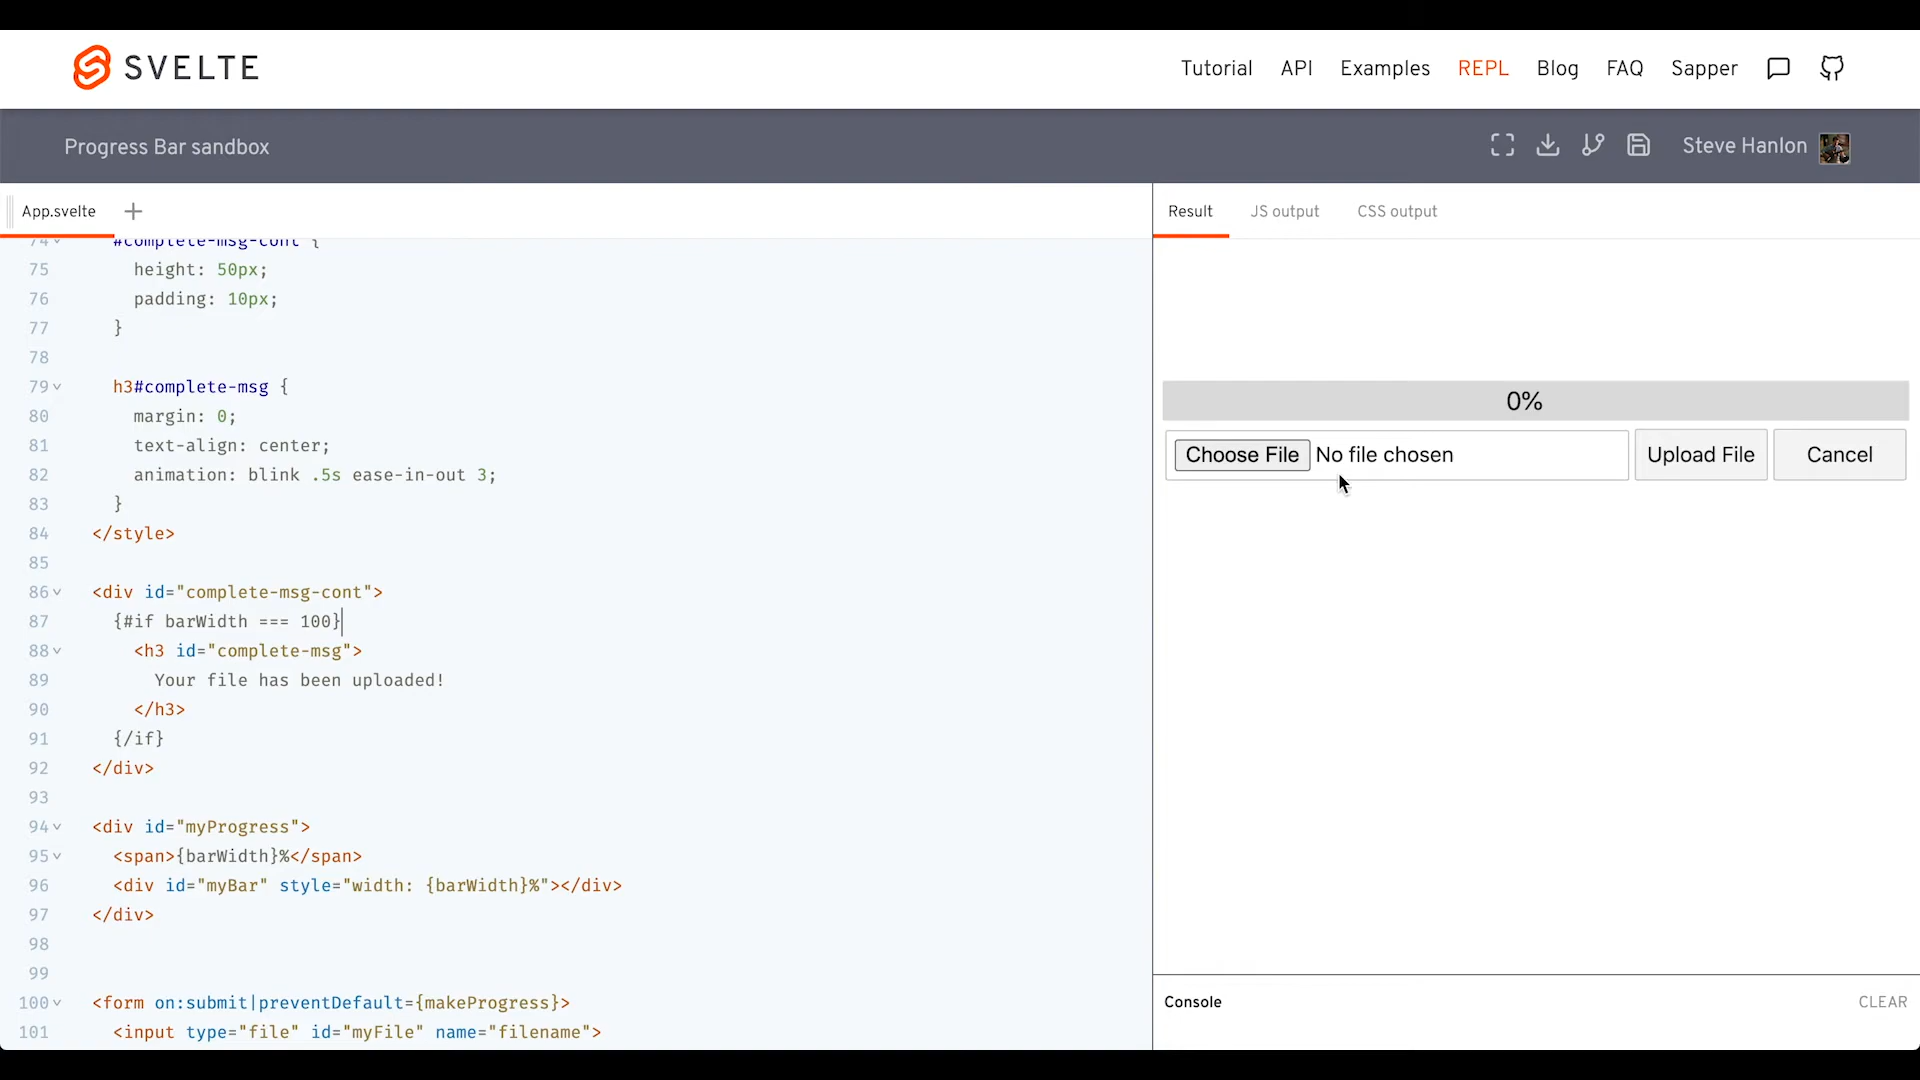 SVELTE
Tutorial API Examples REPL Blog FAQ Sapper
Progress Bar sandbox
Steve Hanlon
App.svelte +
Result JS output CSS output
74 #complete-msg-cont {
75 height: 50px;
76 padding: 10px;
77 }
78
79 h3#complete-msg {
80 margin: 0;
81 text-align: center;
82 animation: blink .5s ease-in-out 3;
83 }
84 </style>
85
86 <div id="complete-msg-cont">
87 {#if barWidth === 100}
88 <h3 id="complete-msg">
89 Your file has been uploaded!
90 </h3>
91 {/if}
92 </div>
93
94 <div id="myProgress">
95 <span>{barWidth}%</span>
96 <div id="myBar" style="width: {barWidth}%"></div>
97 </div>
98
99
100 <form on:submit|preventDefault={makeProgress}>
101 <input type="file" id="myFile" name="filename">
0%
Choose File No file chosen Upload File Cancel
Console CLEAR